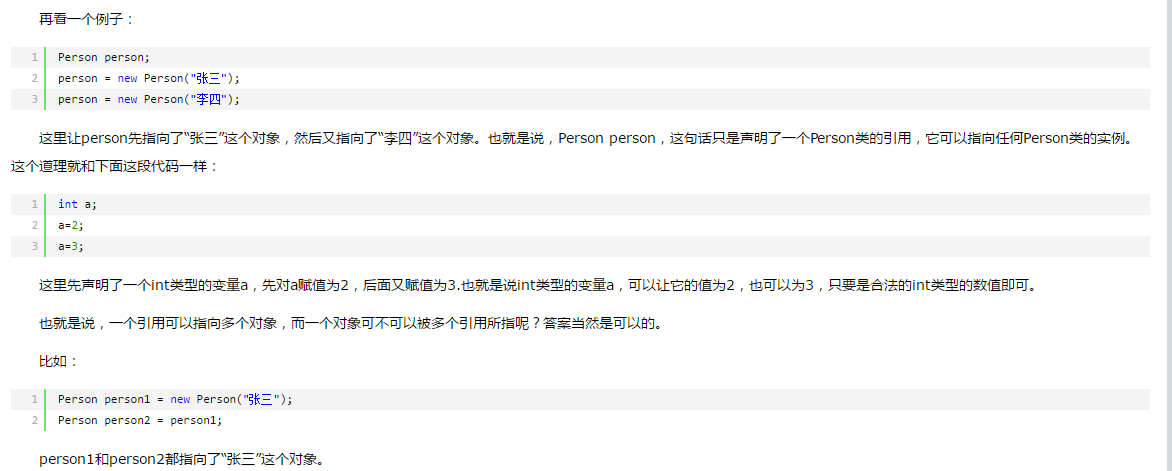 再看一个例子：
1 Person person;
2 person = new Person("张三");
3 person = new Person("李四");
这里让person先指向了“张三”这个对象，然后又指向了“李四”这个对象。也就是说，Person person，这句话只是声明了一个Person类的引用，它可以指向任何Person类的实例。
这个道理就和下面这段代码一样：
1 int a;
2 a=2;
3 a=3;
这里先声明了一个int类型的变量a，先对a赋值为2，后面又赋值为3.也就是说int类型的变量a，可以让它的值为2，也可以为3，只要是合法的int类型的数值即可。
也就是说，一个引用可以指向多个对象，而一个对象可不可以被多个引用所指呢？答案当然是可以的。
比如：
1 Person person1 = new Person("张三");
2 Person person2 = person1;
person1和person2都指向了“张三”这个对象。